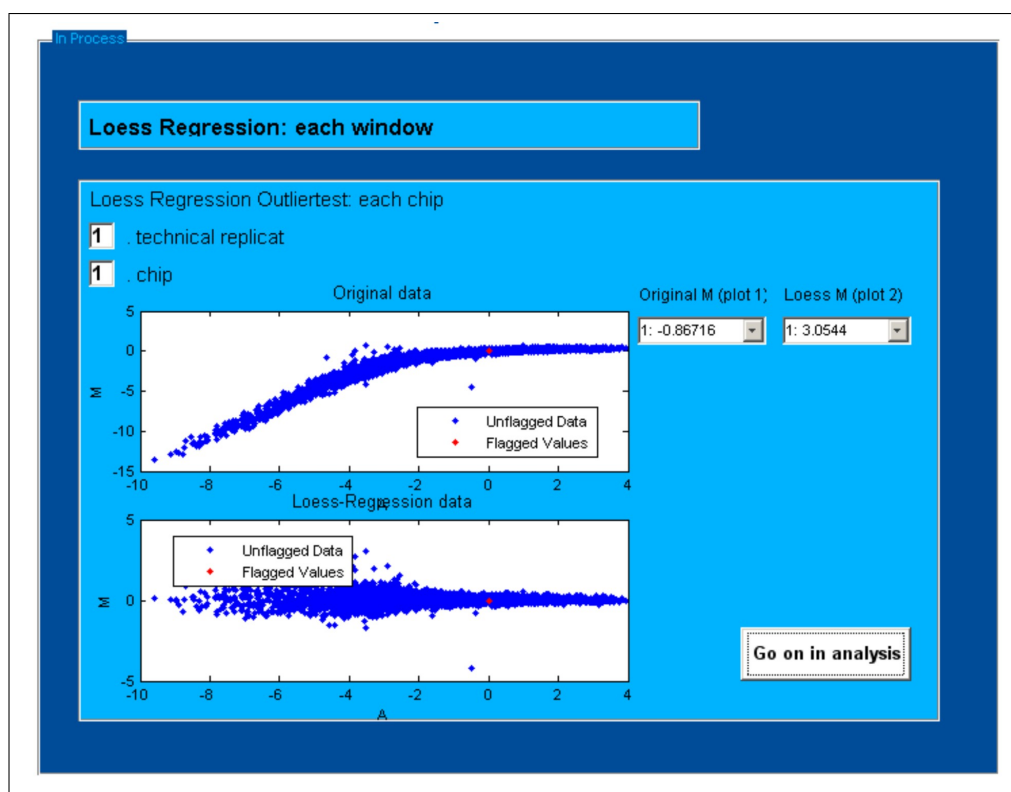 In Process
Loess Regression: each window
Loess Regression Outliertest: each chip
1 . technical replicat
1 . chip
Original data
Original M (plot 1) Loess M (plot 2)
1: -0.86716 1: 3.0544
5
0
-5
-10
-15
M
Unflagged Data
Flagged Values
-10 -8 -6 -4 -2 0 2 4
A
Loess-Regression data
5
0
-5
M
Unflagged Data
Flagged Values
-10 -8 -6 -4 -2 0 2 4
A
Go on in analysis